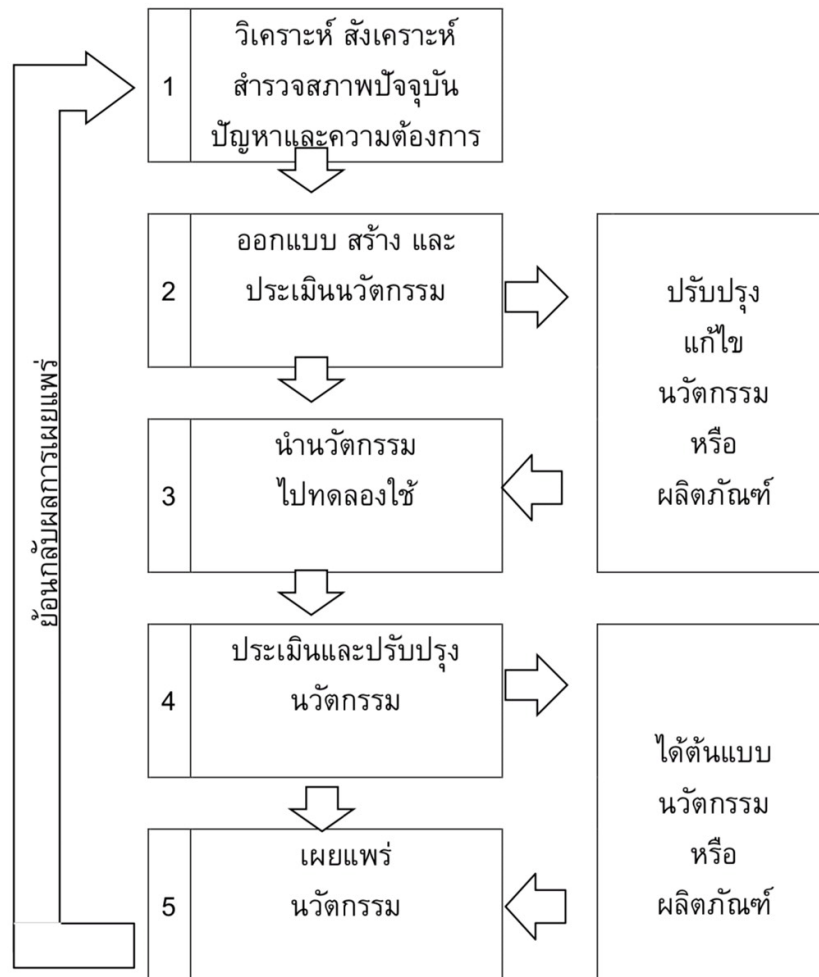 1
วิเคราะห์ สังเคราะห์
สำรวจสภาพปัจจุบัน
ปัญหาและความต้องการ
2
ออกแบบ สร้าง และ
ประเมินนวัตกรรม
ปรับปรุง
แก้ไข
นวัตกรรม
หรือ
ผลิตภัณฑ์
3
นำนวัตกรรม
ไปทดลองใช้
4
ประเมินและปรับปรุง
นวัตกรรม
ได้ต้นแบบ
นวัตกรรม
หรือ
ผลิตภัณฑ์
5
เผยแพร่
นวัตกรรม
ย้อนกลับผลการเผยแพร่